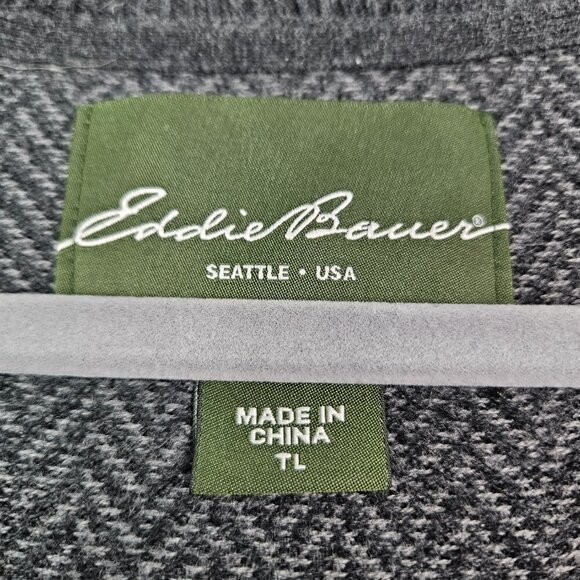 Eddie Bauer®
SEATTLE • USA
MADE IN
CHINA
TL